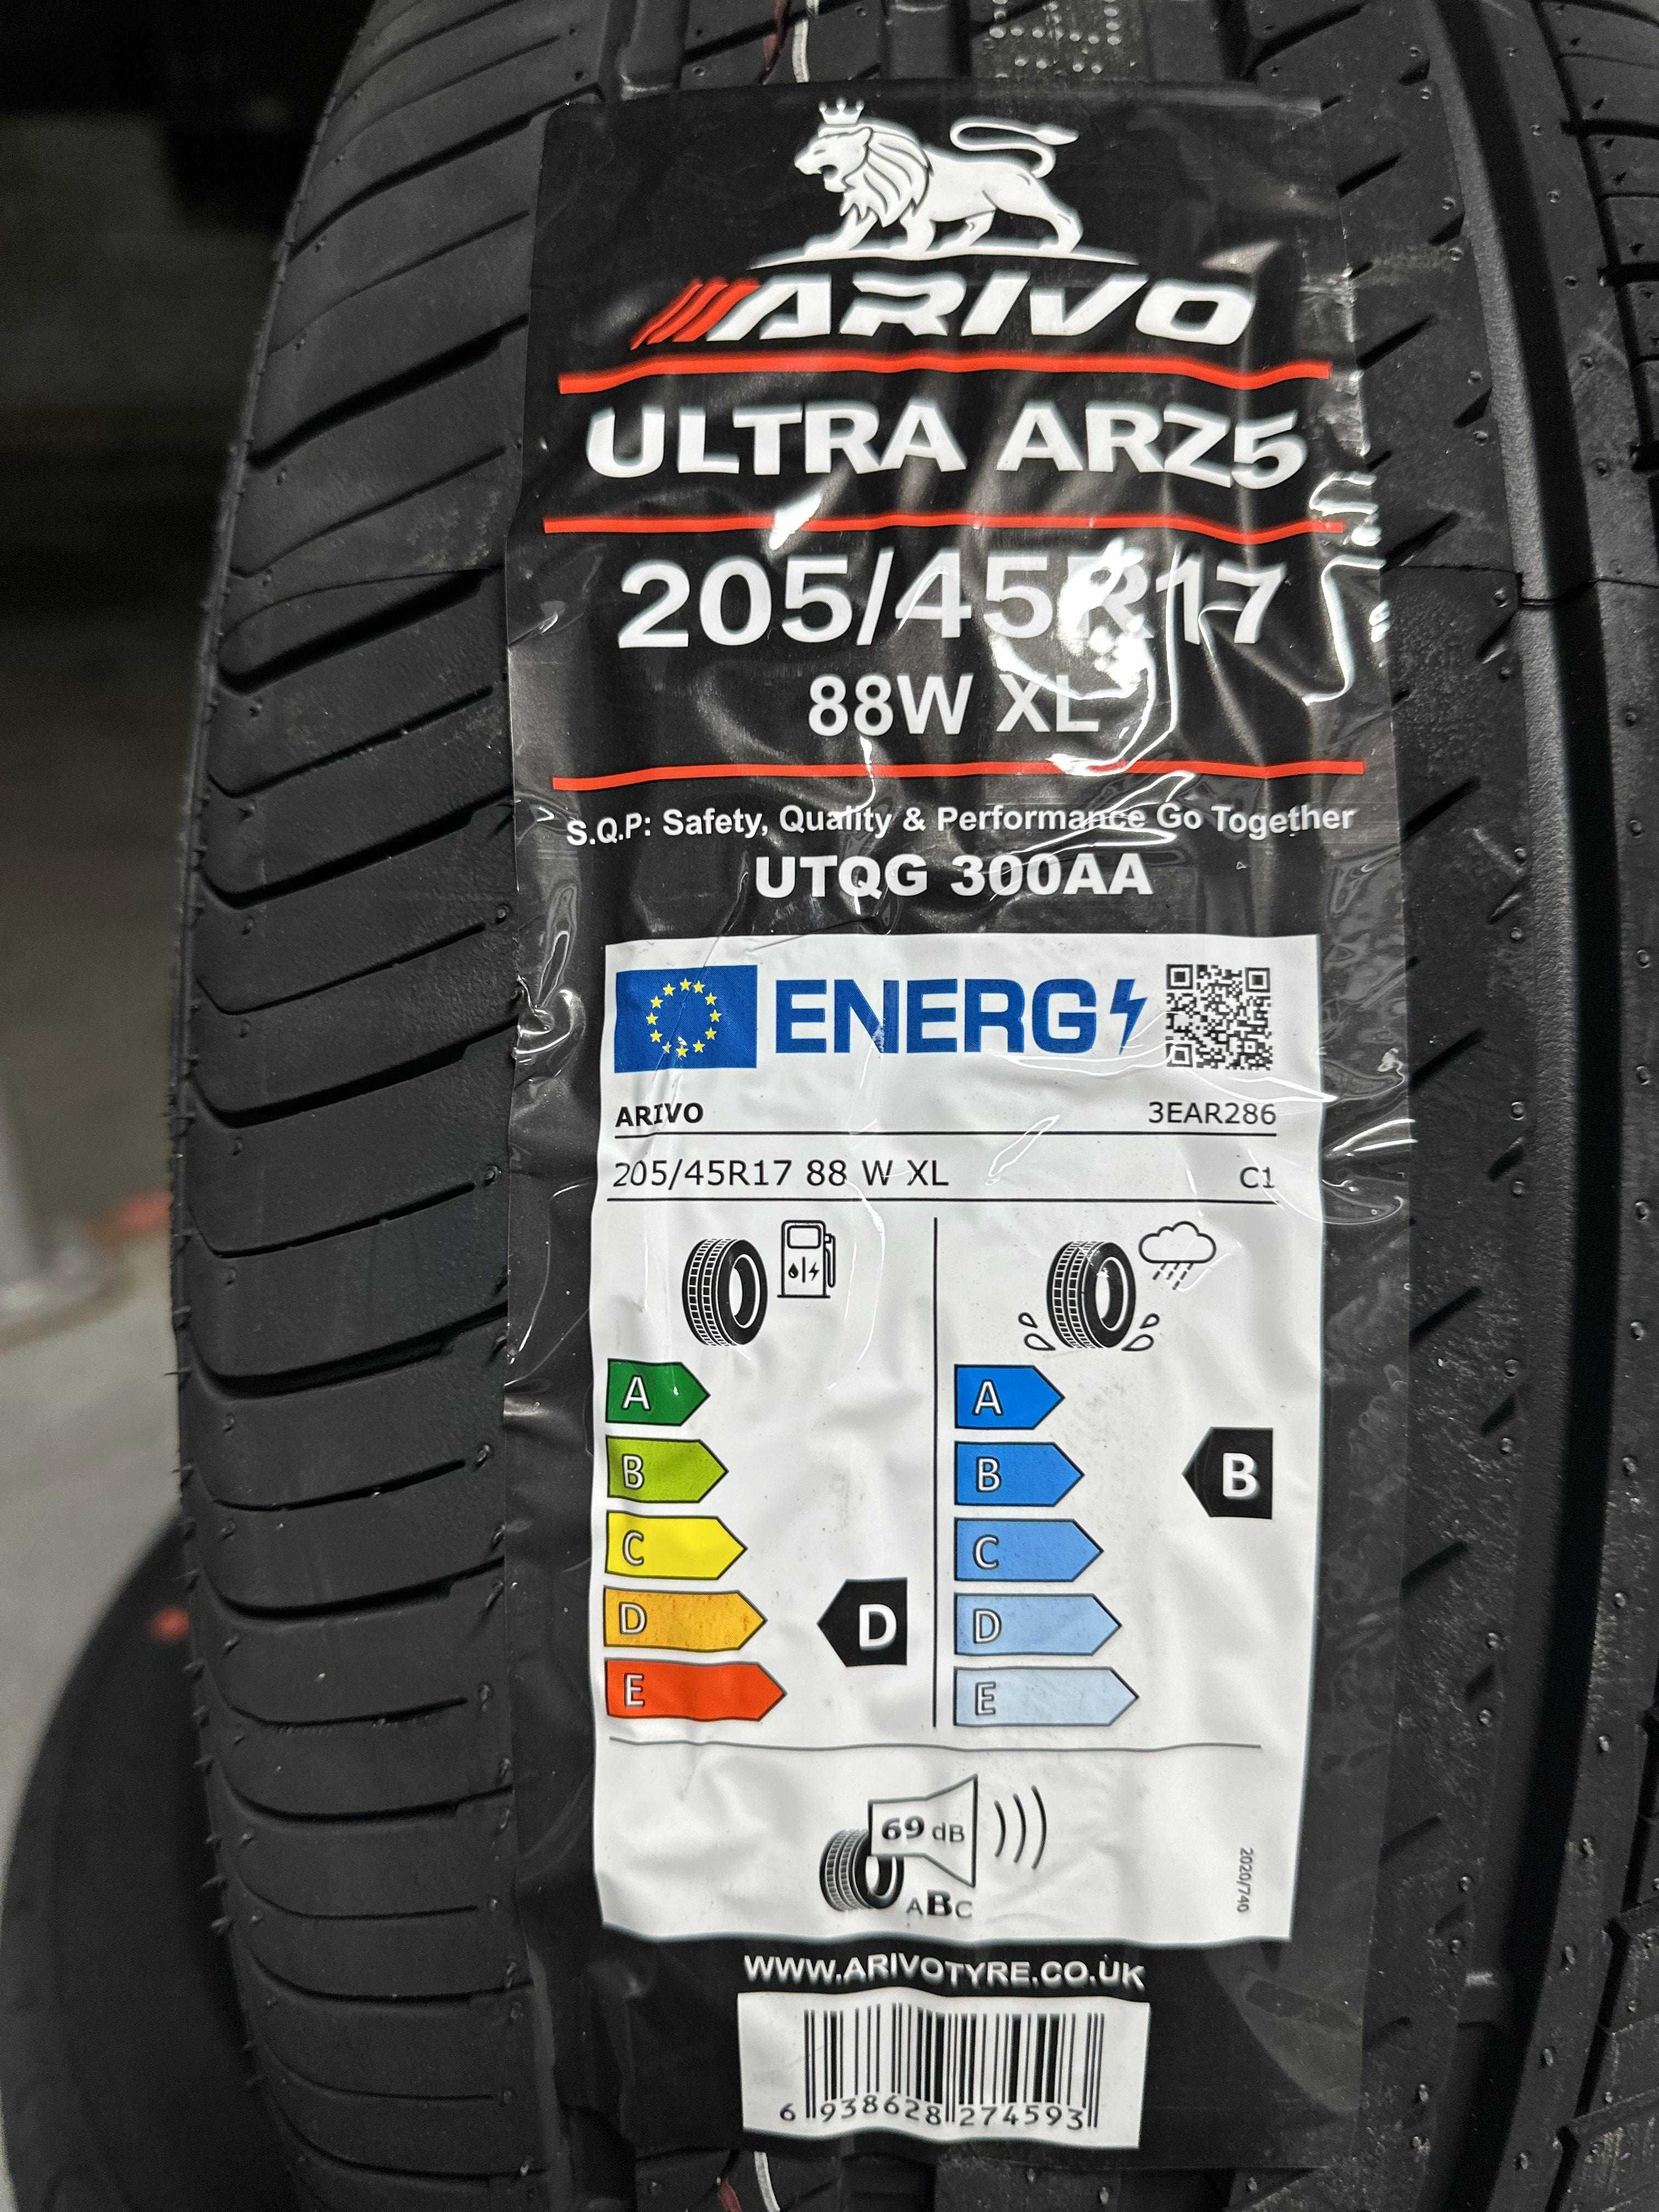 ARIVO
ULTRA ARZ5
205/45R17
88W XL
S.Q.P: Safety, Quality & Performance Go Together
UTQG 300AA
ENERG
ARIVO 3EAR286
205/45R17 88 W XL C1
A A
B B B
C C
D D D
E E
69 dB
ABC
2020/740
WWW.ARIVOTYRE.CO.UK
6 938628 274593